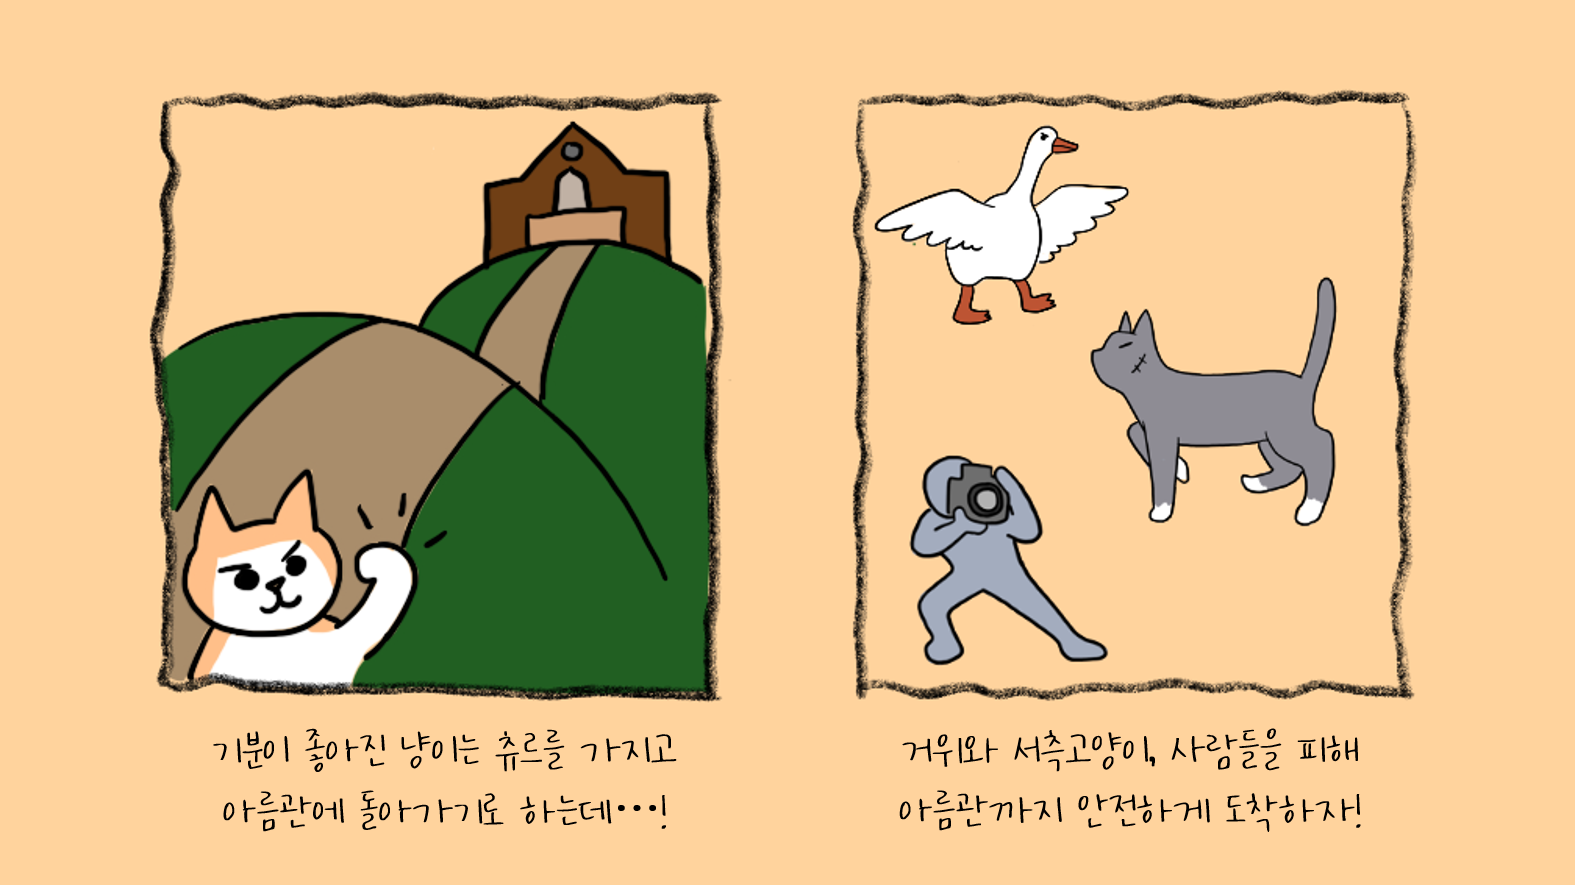 기분이 좋아진 냥이는 츄르를 가지고
아름관에 돌아가기로 하는데···!
거위와 서측고양이, 사람들을 피해
아름관까지 안전하게 도착하자!